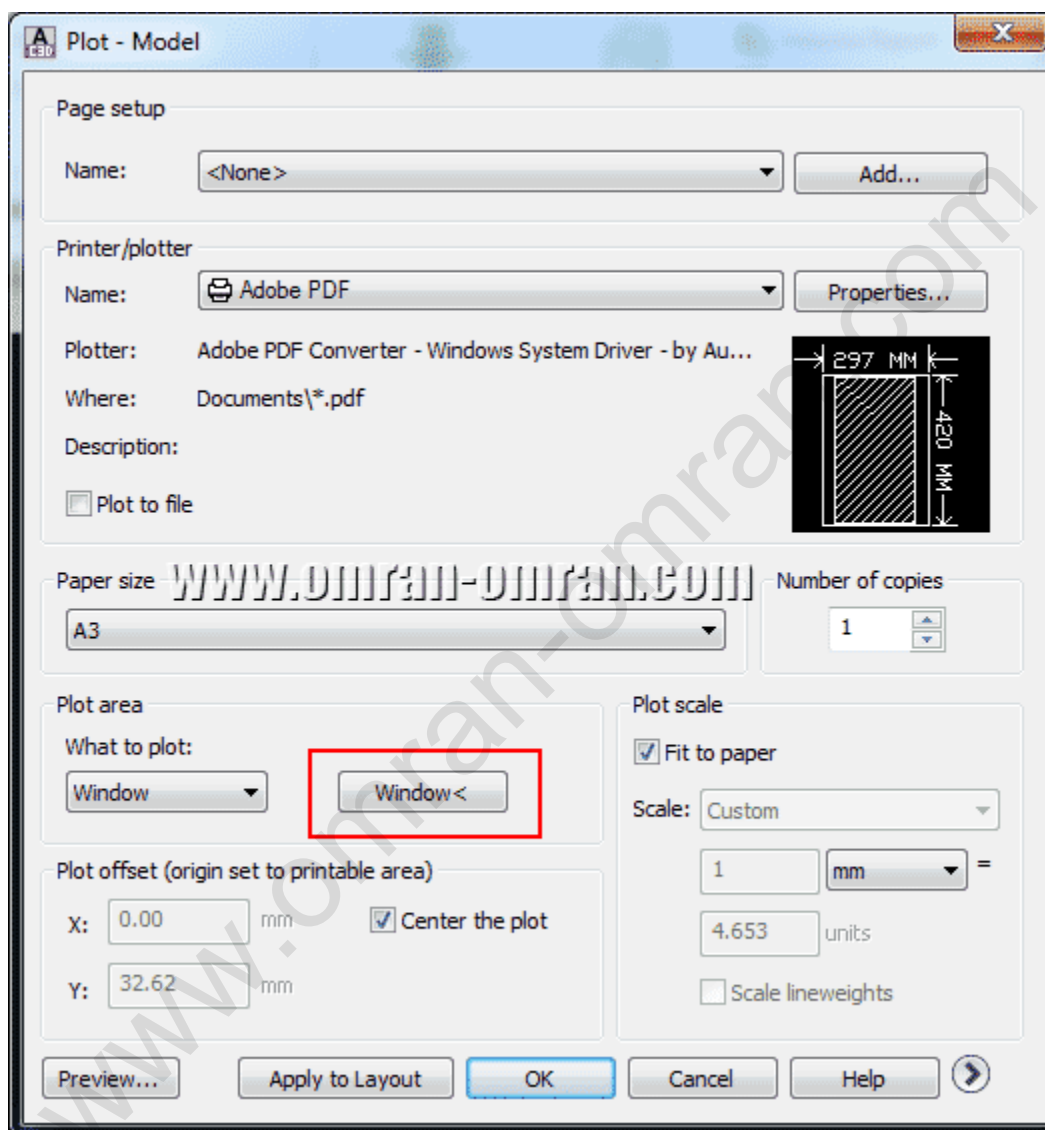 Plot - Model
Page setup
Name: <None> Add...
Printer/plotter
Name: Adobe PDF Properties...
Plotter: Adobe PDF Converter - Windows System Driver - by Au...
Where: Documents\*.pdf
Description:
Plot to file
297 MM
420 MM
Paper size
www.omran-omran.com
A3
Number of copies
1
Plot area
What to plot:
Window Window<
Plot offset (origin set to printable area)
X: 0.00 mm Center the plot
Y: 32.62 mm
Plot scale
Fit to paper
Scale: Custom
1 mm =
4.653 units
Scale lineweights
Preview... Apply to Layout OK Cancel Help
www.omran-omran.com